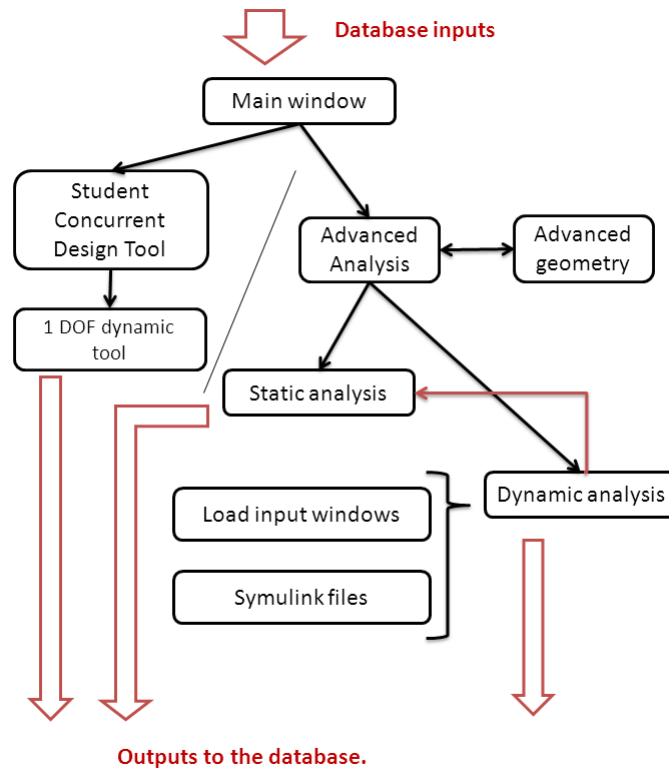 Database inputs
Main window
Student
Concurrent
Design Tool
Advanced
Analysis
Advanced
geometry
1 DOF dynamic
tool
Static analysis
Dynamic analysis
Load input windows
Symulink files
Outputs to the database.